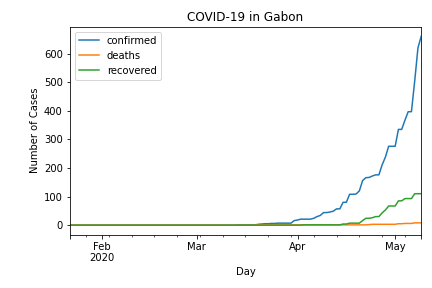 COVID-19 in Gabon
confirmed
deaths
recovered
Number of Cases
600
500
400
300
200
100
0
Feb
2020
Mar
Apr
May
Day